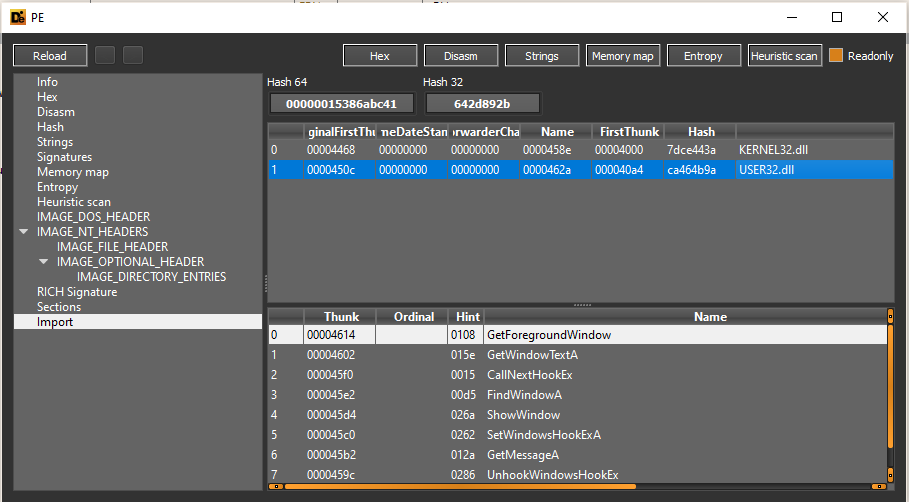 PE
Reload Hex Disasm Strings Memory map Entropy Heuristic scan Readonly
Info
Hex
Disasm
Hash
Strings
Signatures
Memory map
Entropy
Heuristic scan
IMAGE_DOS_HEADER
IMAGE_NT_HEADERS
IMAGE_FILE_HEADER
IMAGE_OPTIONAL_HEADER
IMAGE_DIRECTORY_ENTRIES
RICH Signature
Sections
Import
Hash 64 Hash 32
00000015386abc41 642d892b
ginalFirstThu meDateStan orwarderCha Name FirstThunk Hash
0 00004468 00000000 00000000 0000458e 00004000 7dce443a KERNEL32.dll
1 0000450c 00000000 00000000 0000462a 000040a4 ca464b9a USER32.dll
Thunk Ordinal Hint Name
0 00004614 0108 GetForegroundWindow
1 00004602 015e GetWindowTextA
2 000045f0 0015 CallNextHookEx
3 000045e2 00d5 FindWindowA
4 000045d4 026a ShowWindow
5 000045c0 0262 SetWindowsHookExA
6 000045b2 012a GetMessageA
7 0000459c 0286 UnhookWindowsHookEx